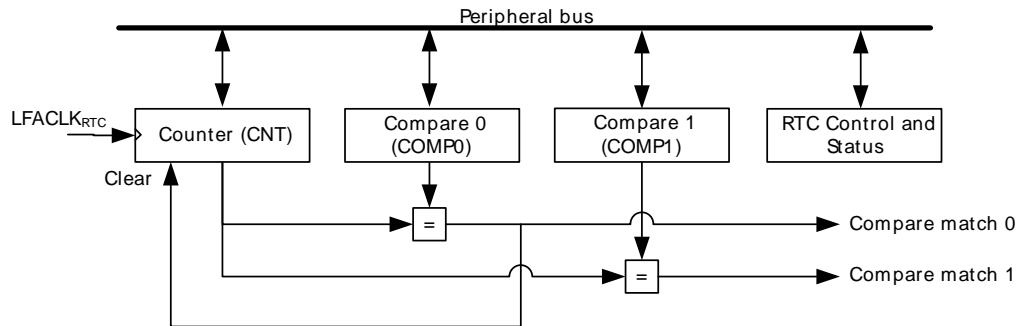 Peripheral bus
LFACLKRTC
Counter (CNT)
Compare 0
(COMP0)
Compare 1
(COMP1)
RTC Control and
Status
Clear
=
Compare match 0
=
Compare match 1